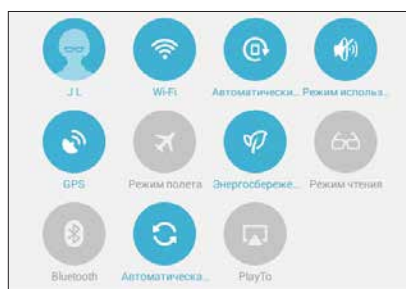 J L
Wi-Fi
Автоматически...
Режим использ...
GPS
Режим полета
Энергосбереже...
Режим чтения
Bluetooth
Автоматическа...
PlayTo